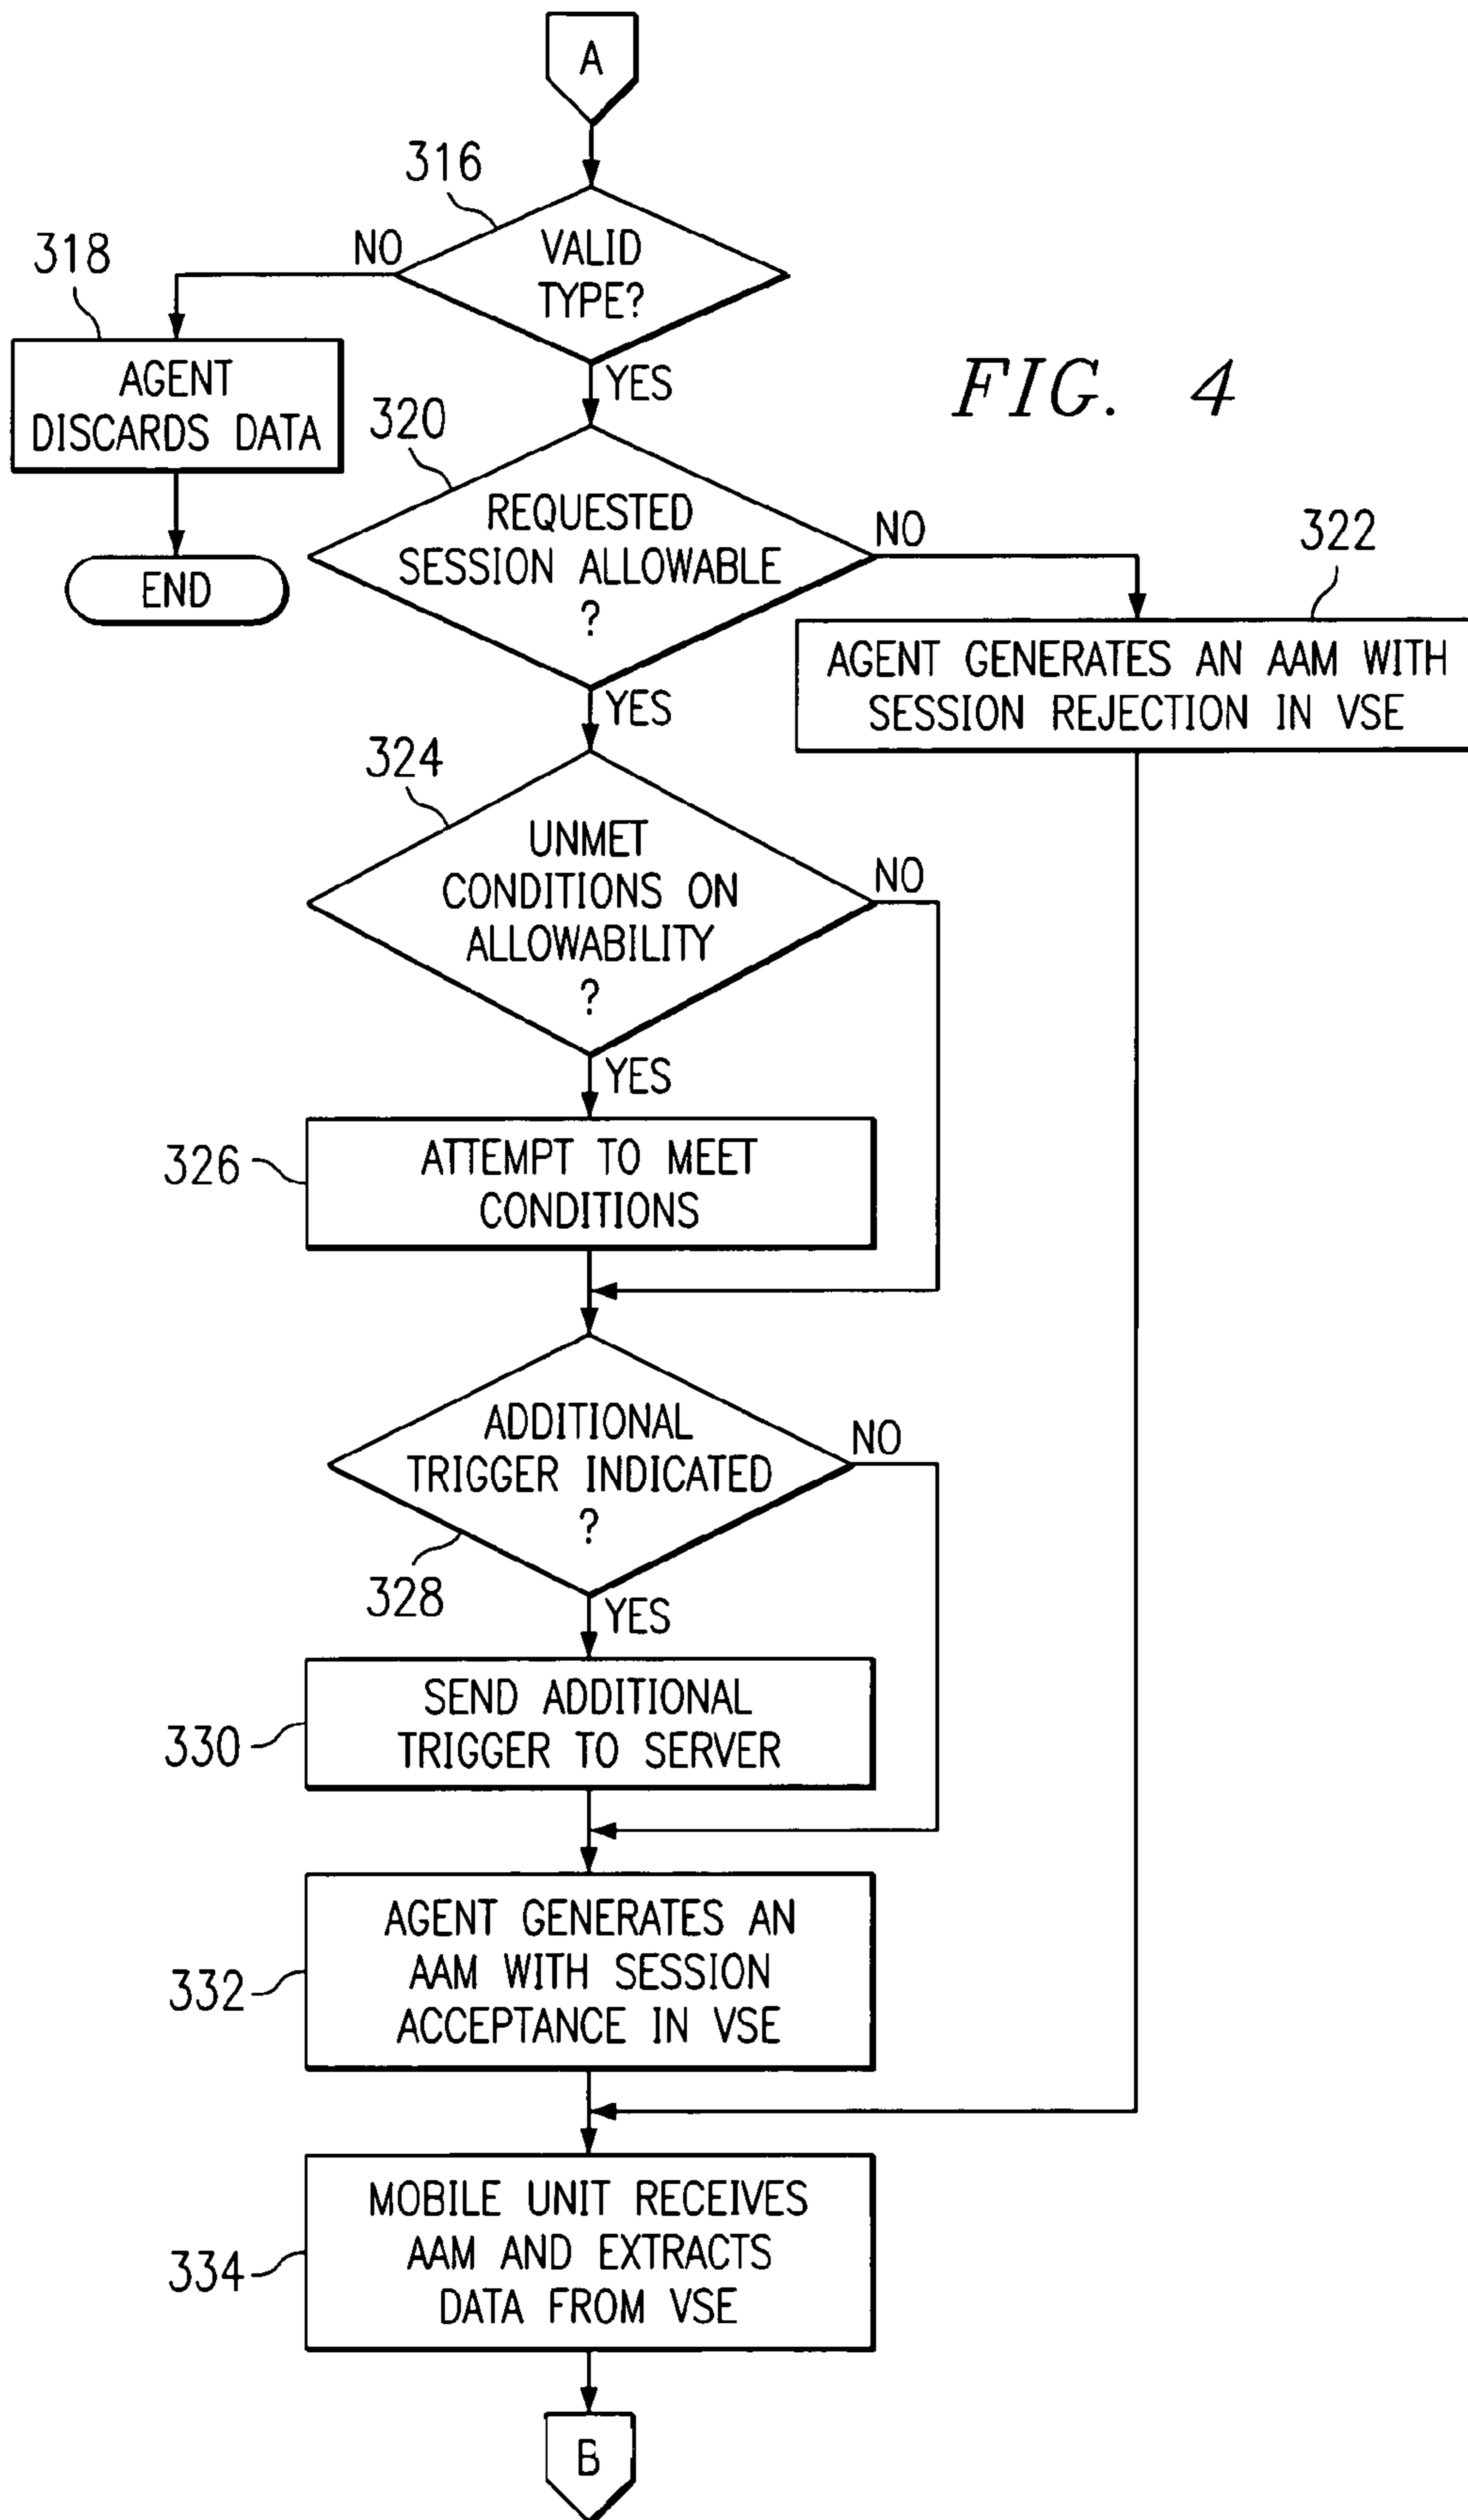 A
316
NO
VALID
TYPE?
318
AGENT
DISCARDS DATA
END
YES
FIG. 4
320
REQUESTED
SESSION ALLOWABLE
?
NO
322
AGENT GENERATES AN AAM WITH
SESSION REJECTION IN VSE
YES
324
UNMET
CONDITIONS ON
ALLOWABILITY
?
NO
YES
326
ATTEMPT TO MEET
CONDITIONS
ADDITIONAL
TRIGGER INDICATED
?
NO
328
YES
330
SEND ADDITIONAL
TRIGGER TO SERVER
332
AGENT GENERATES AN
AAM WITH SESSION
ACCEPTANCE IN VSE
334
MOBILE UNIT RECEIVES
AAM AND EXTRACTS
DATA FROM VSE
B